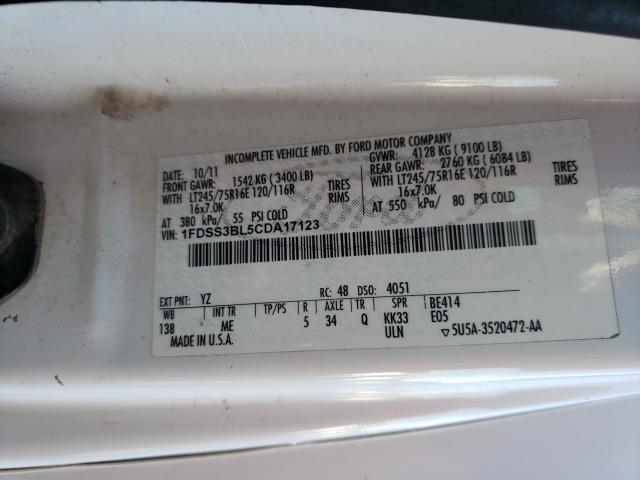 INCOMPLETE VEHICLE MFD. BY FORD MOTOR COMPANY
DATE: 10/11 GVWR: 4128 KG ( 9100 LB)
FRONT GAWR: 1542 KG ( 3400 LB) REAR GAWR: 2760 KG ( 6084 LB)
WITH LT245/75R16E 120/116R TIRES WITH LT245/75R16E 120/116R TIRES
16x7.0K RIMS 16x7.0K RIMS
AT 380 kPa/ 55 PSI COLD AT 550 kPa/ 80 PSI COLD
1FDSS3BL5CDA17123
EXT PNT: YZ RC: 48 DSO: 4051
WB INT TR TP/PS R AXLE TR SPR BE414
138 ME 5 34 Q KK33 E05
MADE IN U.S.A. ULN ▽5U5A-3520472-AA